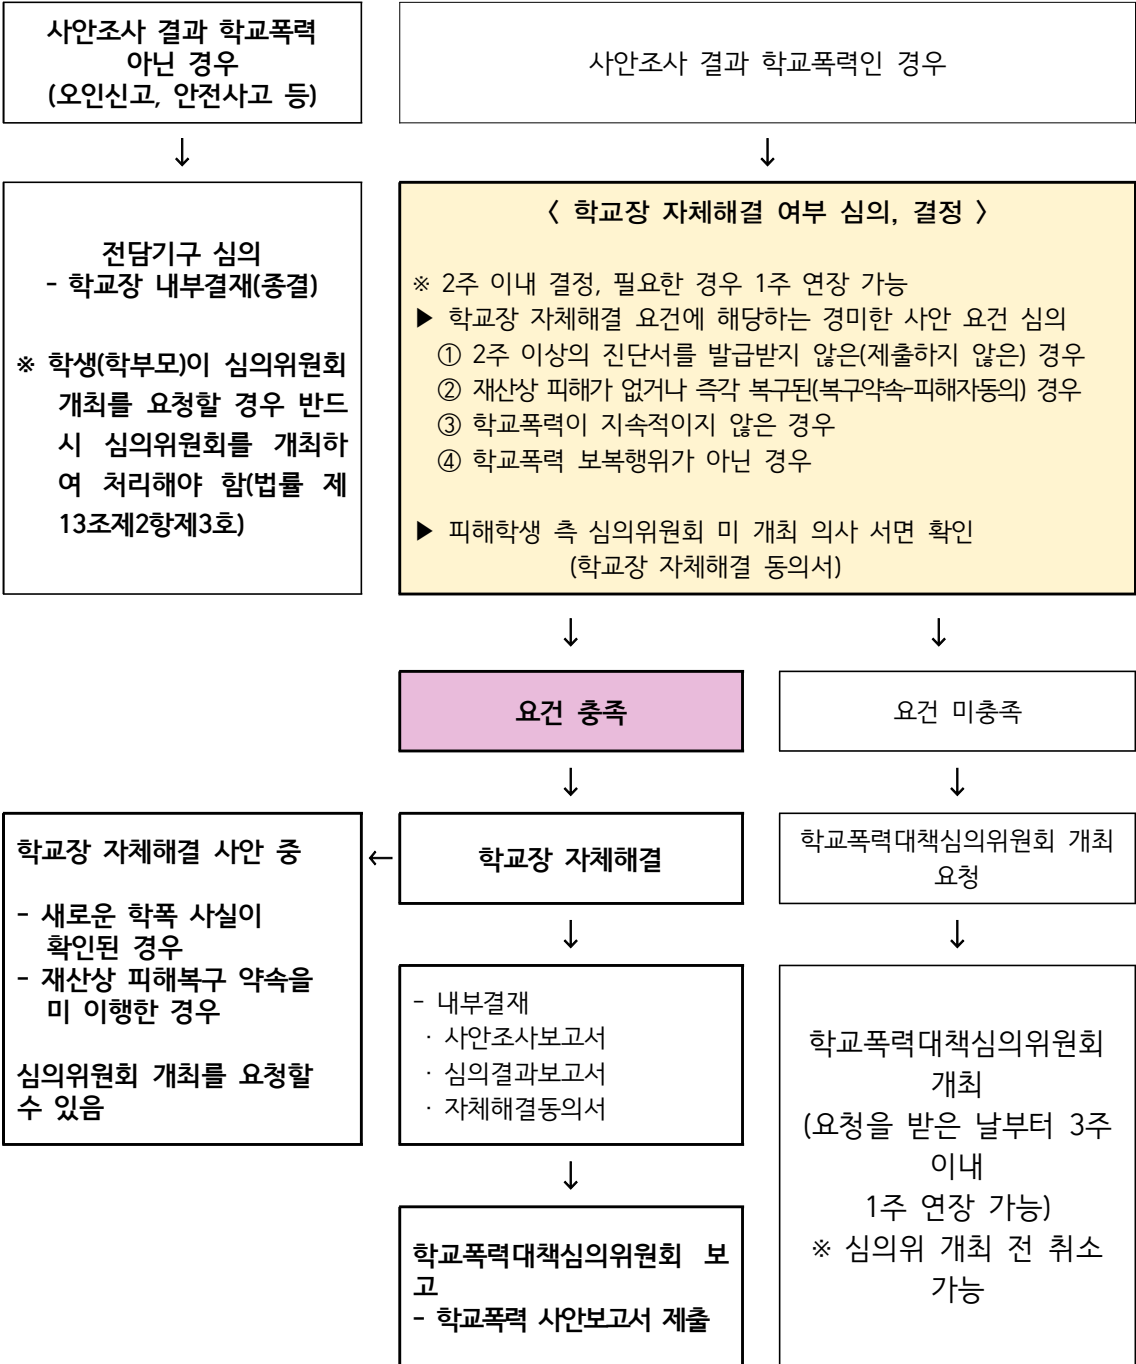 사안조사 결과 학교폭력
아닌 경우
(오인신고, 안전사고 등)
사안조사 결과 학교폭력인 경우
↓
↓
전담기구 심의
- 학교장 내부결재(종결)
※ 학생(학부모)이 심의위원회
개최를 요청할 경우 반드
시 심의위원회를 개최하
여 처리해야 함(법률 제
13조제2항제3호)
< 학교장 자체해결 여부 심의, 결정 >
※ 2주 이내 결정, 필요한 경우 1주 연장 가능
▶ 학교장 자체해결 요건에 해당하는 경미한 사안 요건 심의
① 2주 이상의 진단서를 발급받지 않은(제출하지 않은) 경우
② 재산상 피해가 없거나 즉각 복구된(복구약속-피해자동의) 경우
③ 학교폭력이 지속적이지 않은 경우
④ 학교폭력 보복행위가 아닌 경우
▶ 피해학생 측 심의위원회 미 개최 의사 서면 확인
(학교장 자체해결 동의서)
↓
↓
요건 충족
요건 미충족
↓
↓
학교장 자체해결 사안 중
- 새로운 학폭 사실이
확인된 경우
- 재산상 피해복구 약속을
미 이행한 경우
심의위원회 개최를 요청할
수 있음
←
학교장 자체해결
학교폭력대책심의위원회 개최
요청
↓
↓
- 내부결재
· 사안조사보고서
· 심의결과보고서
· 자체해결동의서
↓
학교폭력대책심의위원회 보
고
- 학교폭력 사안보고서 제출
학교폭력대책심의위원회
개최
(요청을 받은 날부터 3주
이내
1주 연장 가능)
※ 심의위 개최 전 취소
가능